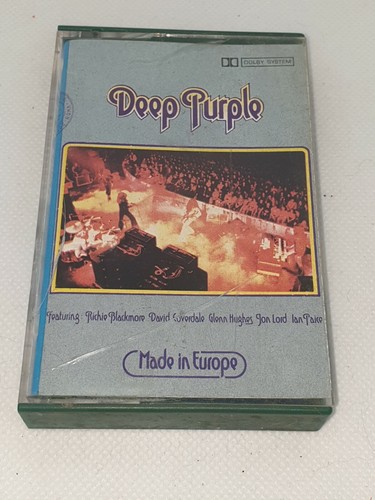 DOLBY SYSTEM
Deep Purple
Featuring: Ritchie Blackmore David Coverdale Glenn Hughes Jon Lord Ian Paice
Made in Europe